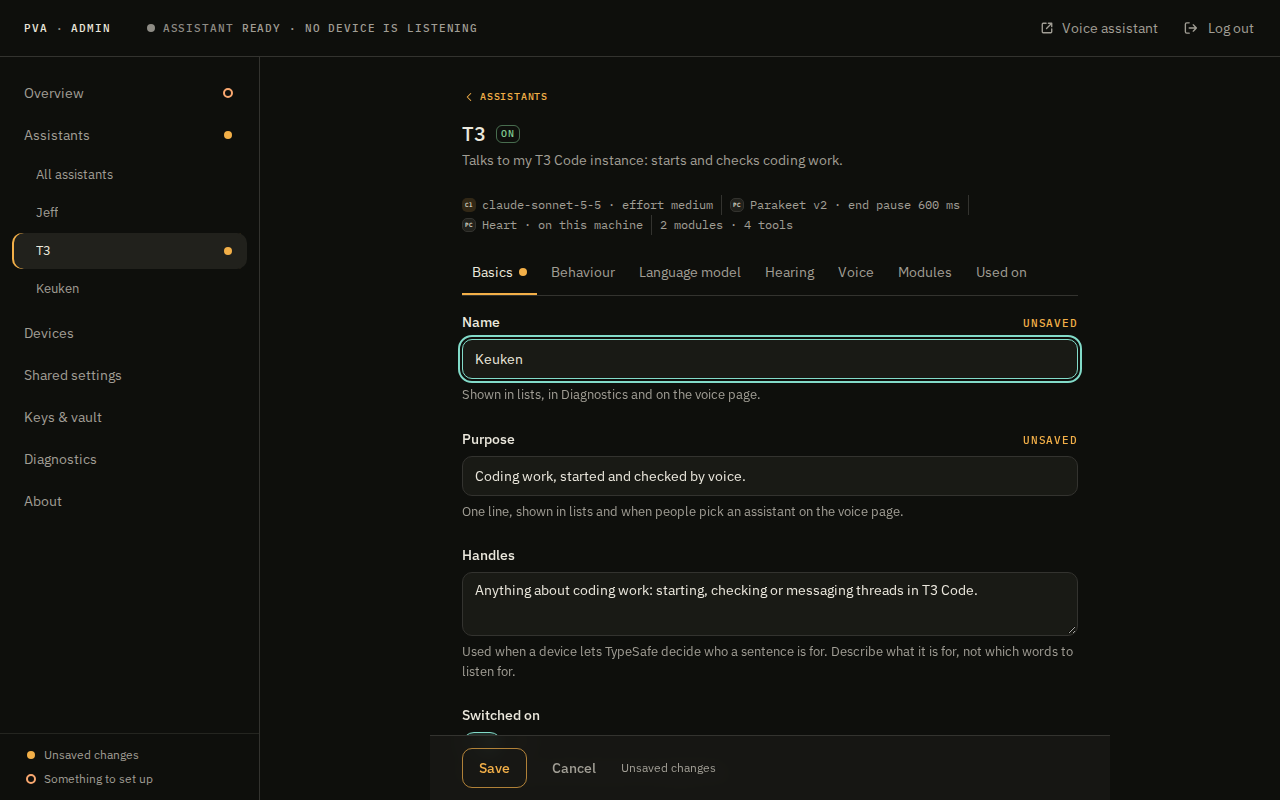 PVA · ADMIN
ASSISTANT READY · NO DEVICE IS LISTENING
Voice assistant
Log out
Overview
Assistants
All assistants
Jeff
T3
Keuken
Devices
Shared settings
Keys & vault
Diagnostics
About
Unsaved changes
Something to set up
ASSISTANTS
T3 ON
Talks to my T3 Code instance: starts and checks coding work.
Cl claude-sonnet-5-5 · effort medium PC Parakeet v2 · end pause 600 ms
PC Heart · on this machine 2 modules · 4 tools
Basics Behaviour Language model Hearing Voice Modules Used on
Name UNSAVED
Keuken
Shown in lists, in Diagnostics and on the voice page.
Purpose UNSAVED
Coding work, started and checked by voice.
One line, shown in lists and when people pick an assistant on the voice page.
Handles
Anything about coding work: starting, checking or messaging threads in T3 Code.
Used when a device lets TypeSafe decide who a sentence is for. Describe what it is for, not which words to
listen for.
Switched on
Save Cancel Unsaved changes